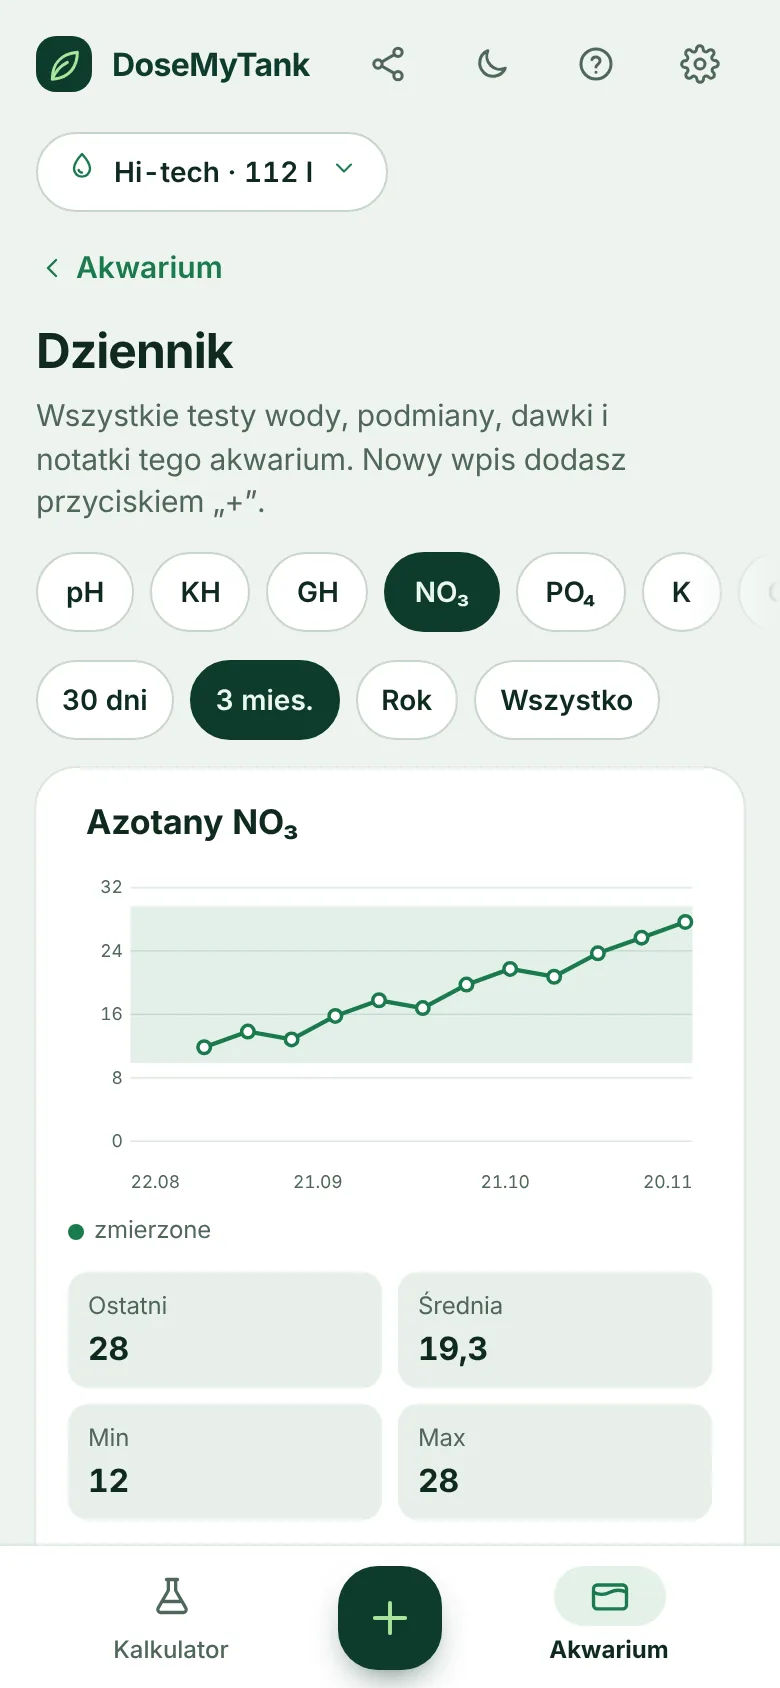 DoseMyTank
Hi-tech · 112 l
Akwarium
Dziennik
Wszystkie testy wody, podmiany, dawki i
notatki tego akwarium. Nowy wpis dodasz
przyciskiem „+”.
pH KH GH NO₃ PO₄ K
30 dni 3 mies. Rok Wszystko
Azotany NO₃
32
24
16
8
0
22.08 21.09 21.10 20.11
zmierzone
Ostatni Średnia
28 19,3
Min Max
12 28
Kalkulator Akwarium